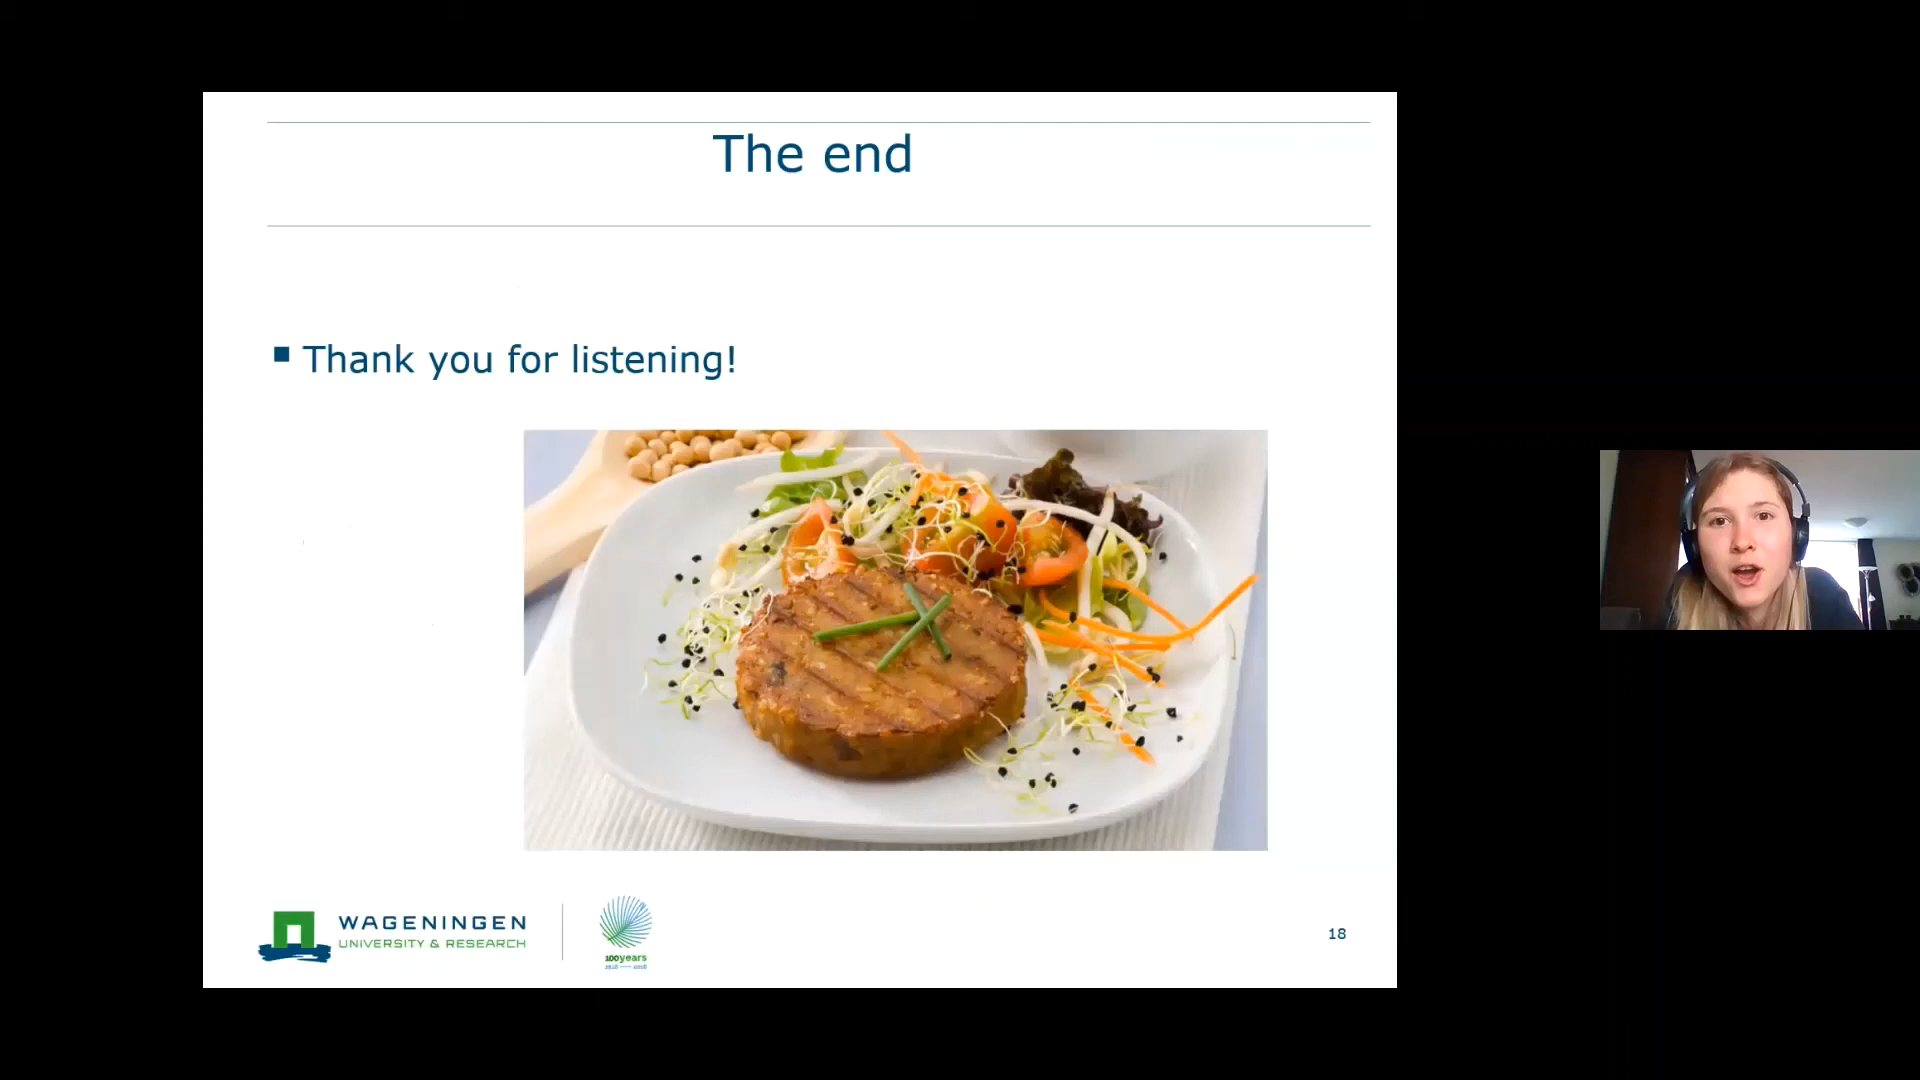 The end
Thank you for listening!
WAGENINGEN
UNIVERSITY & RESEARCH
100years
18